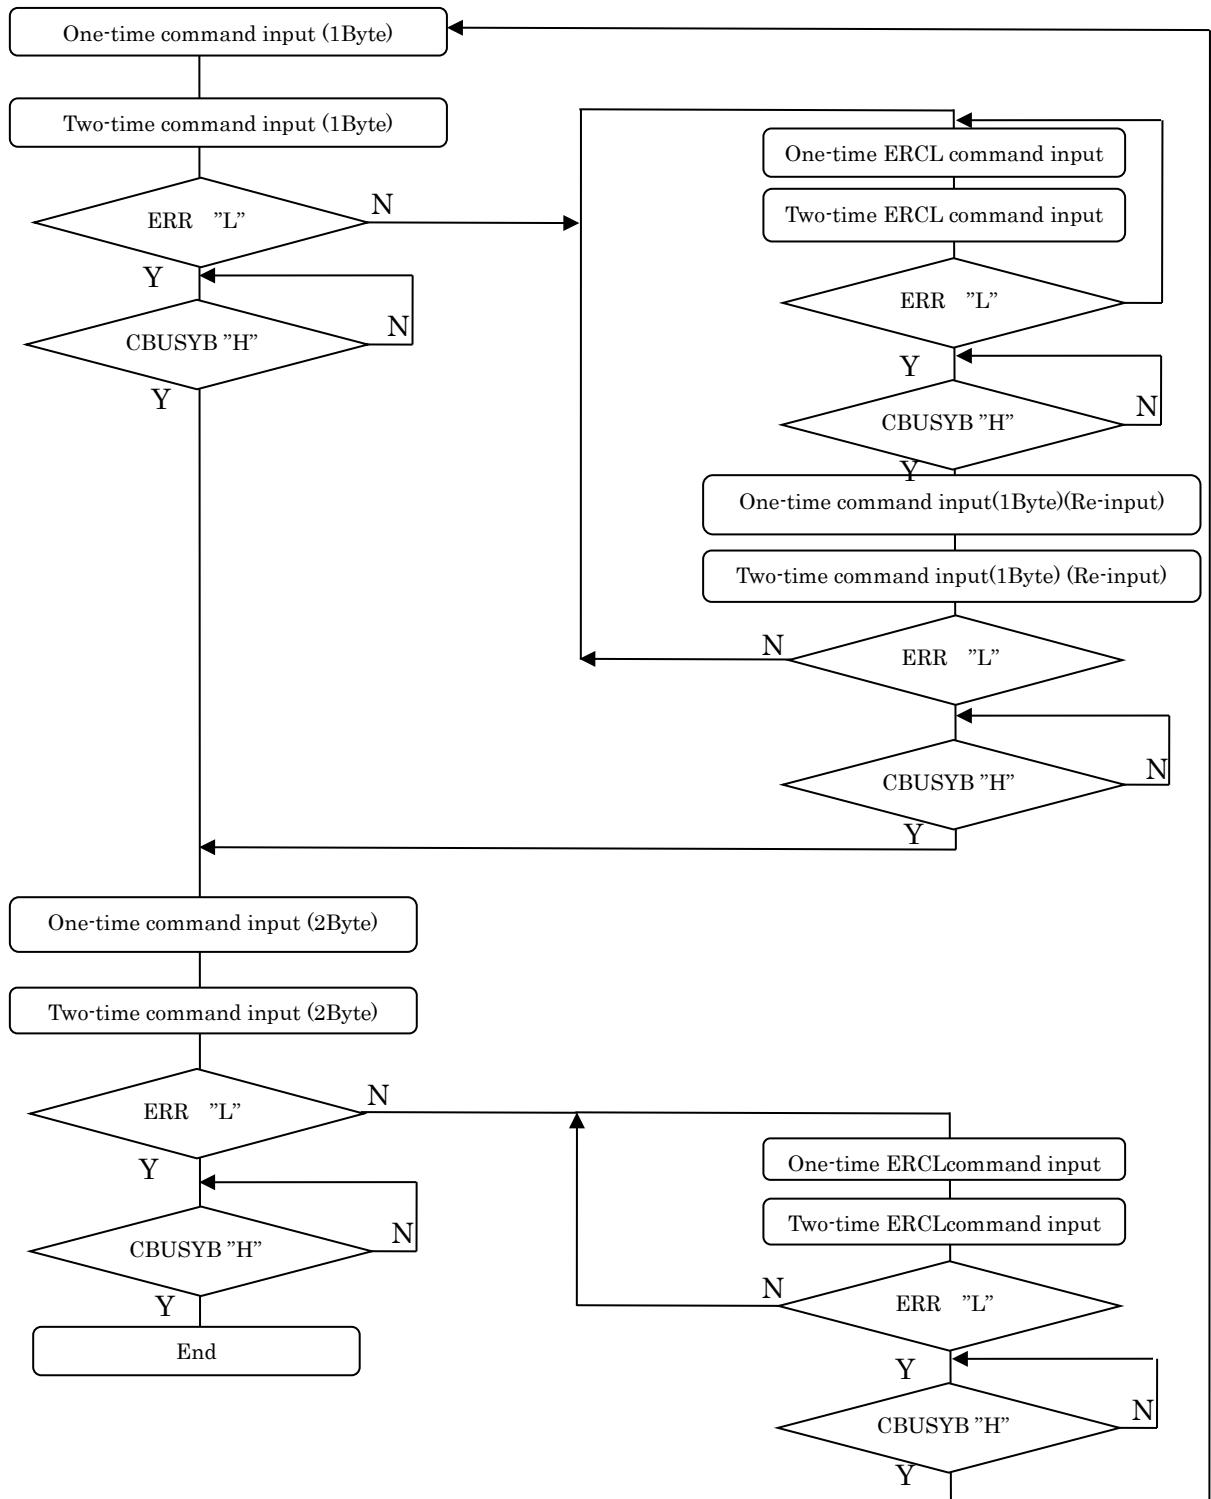 One-time command input (1Byte)
Two-time command input (1Byte)
ERR "L"
N
Y
CBUSYB "H"
N
Y
One-time ERCL command input
Two-time ERCL command input
ERR "L"
Y
CBUSYB "H"
N
Y
One-time command input(1Byte)(Re-input)
Two-time command input(1Byte) (Re-input)
ERR "L"
N
CBUSYB "H"
N
Y
One-time command input (2Byte)
Two-time command input (2Byte)
ERR "L"
N
Y
CBUSYB "H"
N
Y
End
One-time ERCLcommand input
Two-time ERCLcommand input
ERR "L"
N
Y
CBUSYB "H"
N
Y